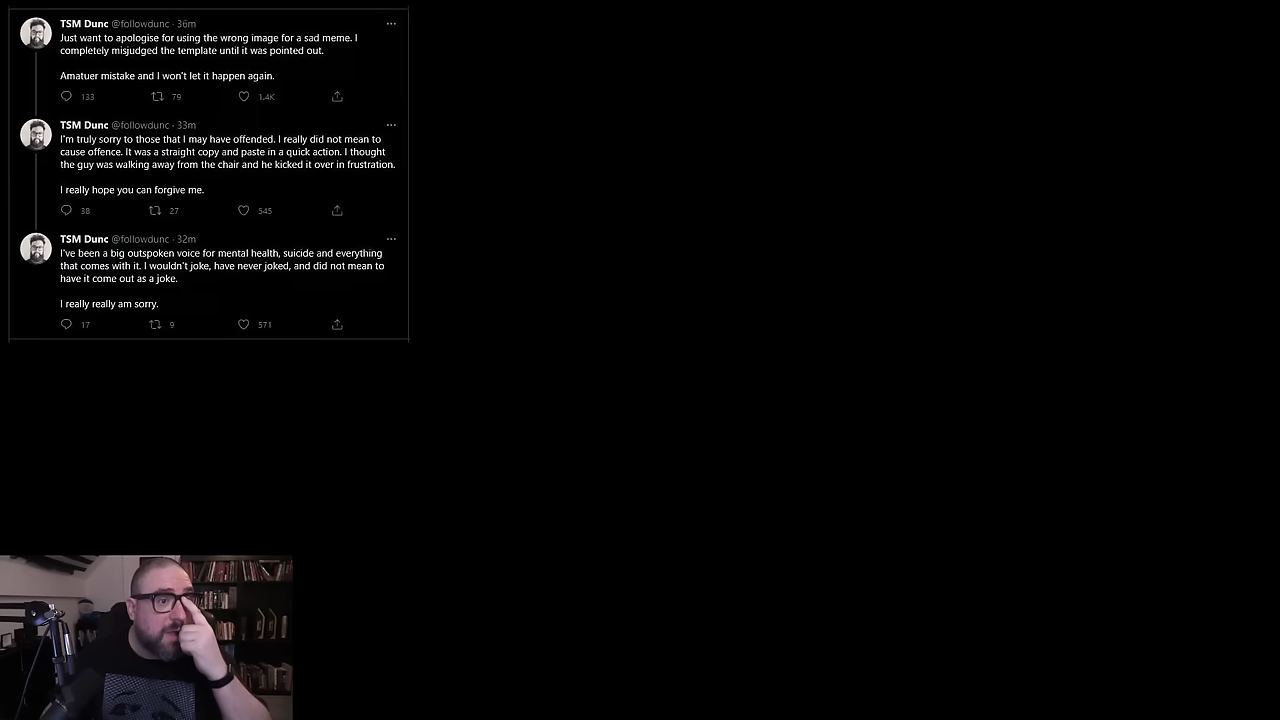 TSM Dunc @followdunc · 36m
Just want to apologise for using the wrong image for a sad meme. I
completely misjudged the template until it was pointed out.
Amatuer mistake and I won't let it happen again.
133 79 1.4K
TSM Dunc @followdunc · 33m
I'm truly sorry to those that I may have offended. I really did not mean to
cause offence. It was a straight copy and paste in a quick action. I thought
the guy was walking away from the chair and he kicked it over in frustration.
I really hope you can forgive me.
38 27 545
TSM Dunc @followdunc · 32m
I've been a big outspoken voice for mental health, suicide and everything
that comes with it. I wouldn't joke, have never joked, and did not mean to
have it come out as a joke.
I really really am sorry.
17 9 571